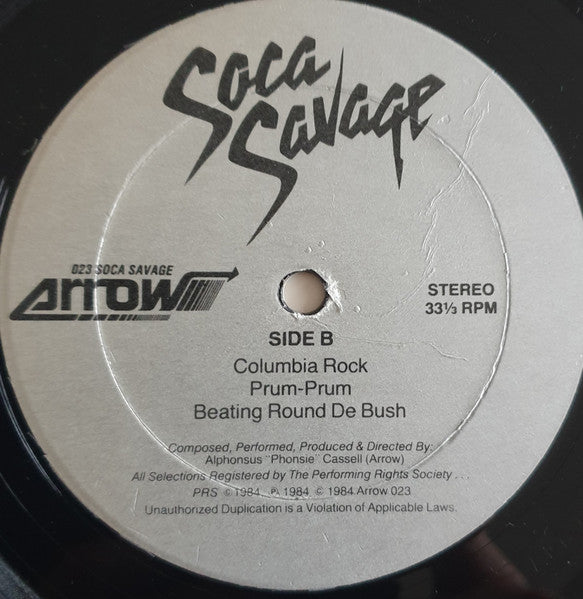 Soca
Savage
023 SOCA SAVAGE
Arrow
STEREO
33⅓ RPM
SIDE B
Columbia Rock
Prum-Prum
Beating Round De Bush
Composed, Performed, Produced & Directed By:
Alphonsus "Phonsie" Cassell (Arrow)
All Selections Registered by The Performing Rights Society . . .
PRS © 1984 ℗ 1984 © 1984 Arrow 023
Unauthorized Duplication is a Violation of Applicable Laws.